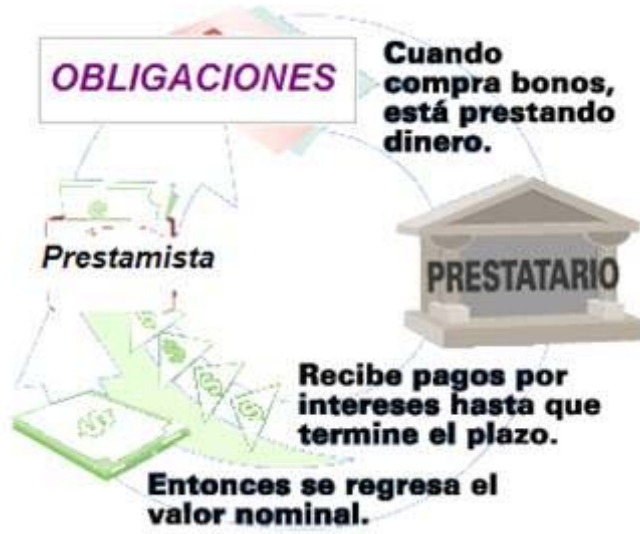 OBLIGACIONES
Cuando
compra bonos,
está prestando
dinero.
Prestamista
PRESTATARIO
Recibe pagos por
intereses hasta que
termine el plazo.
Entonces se regresa el
valor nominal.